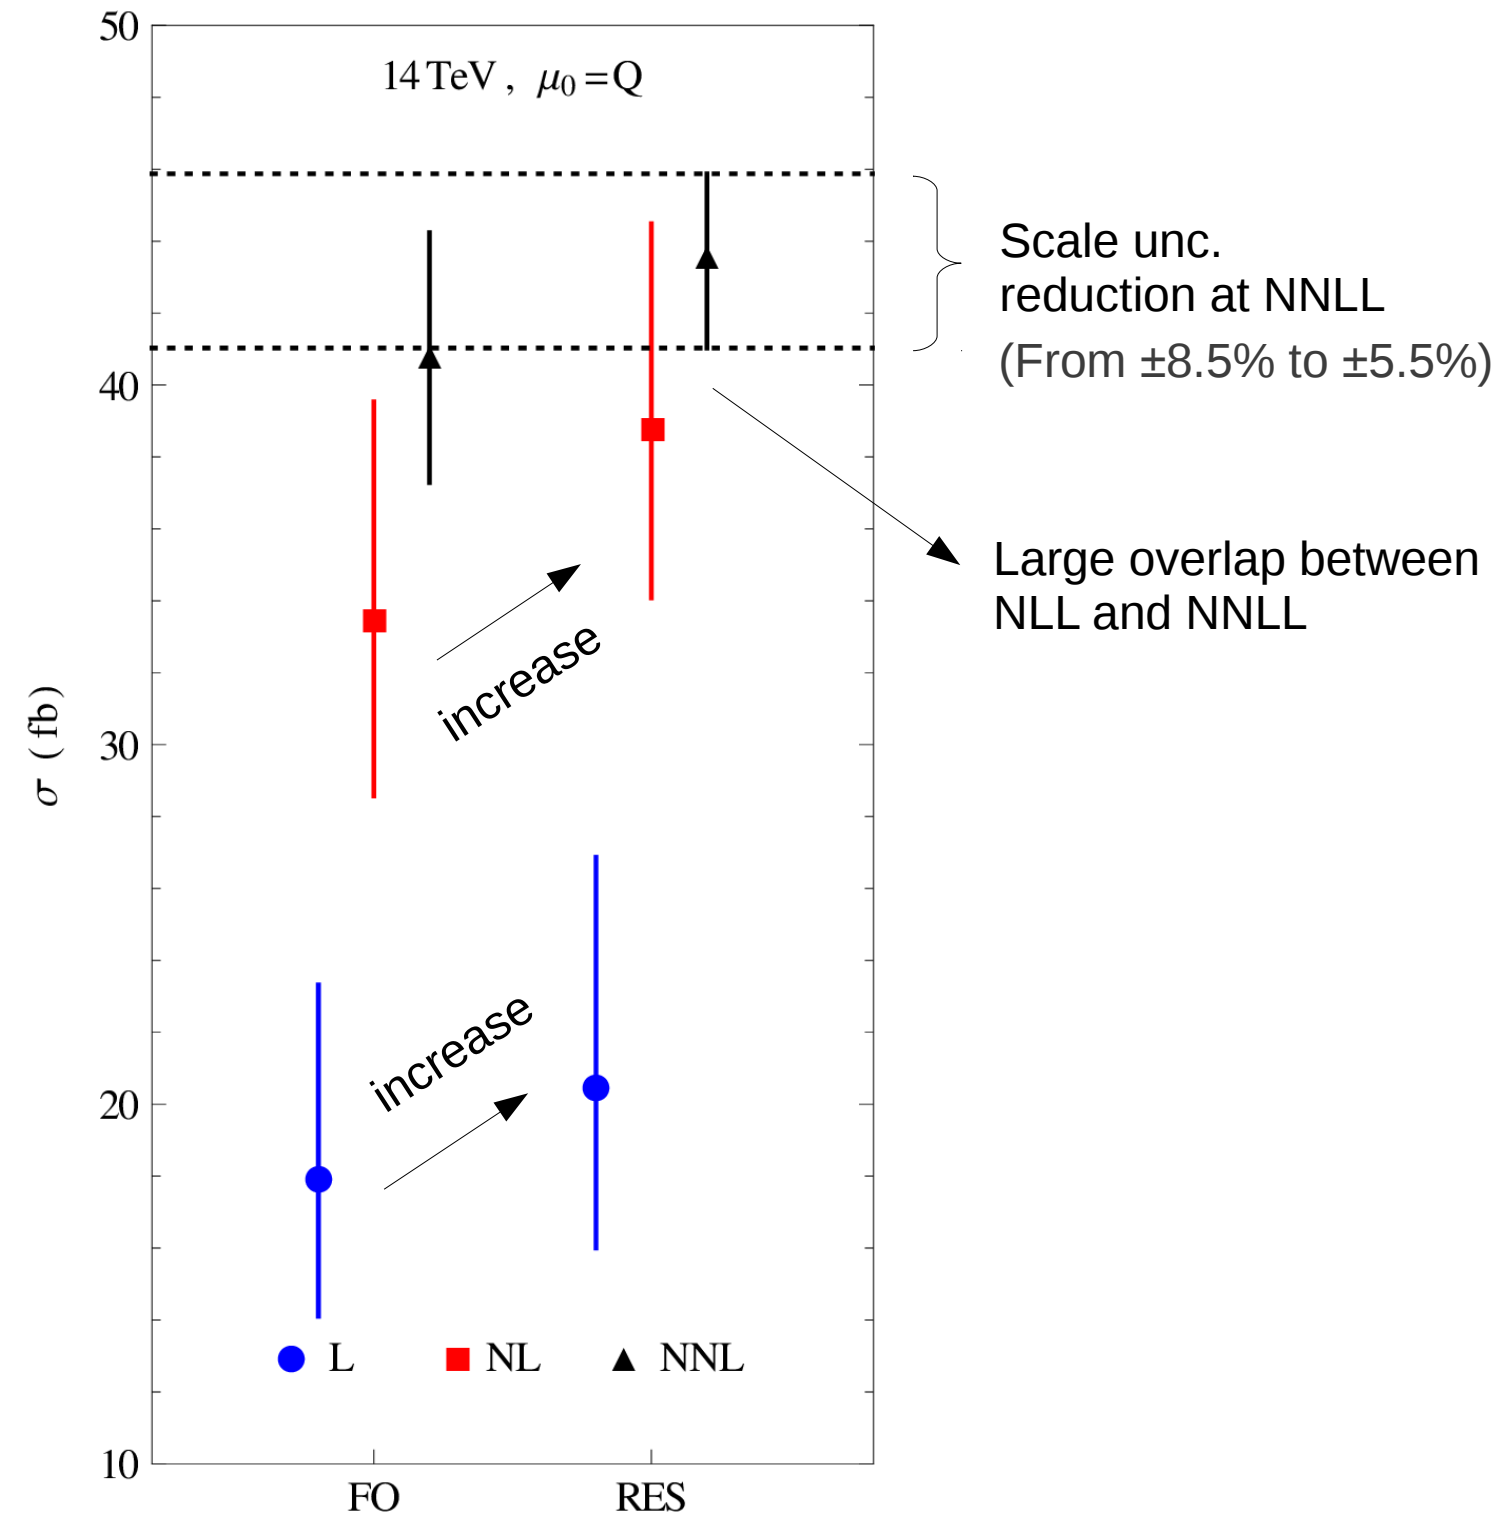 50
14 TeV , μ0 = Q
Scale unc.
reduction at NNLL
(From ±8.5% to ±5.5%)
40
Large overlap between
NLL and NNLL
increase
σ (fb)
30
increase
20
L NL NNL
10
FO RES